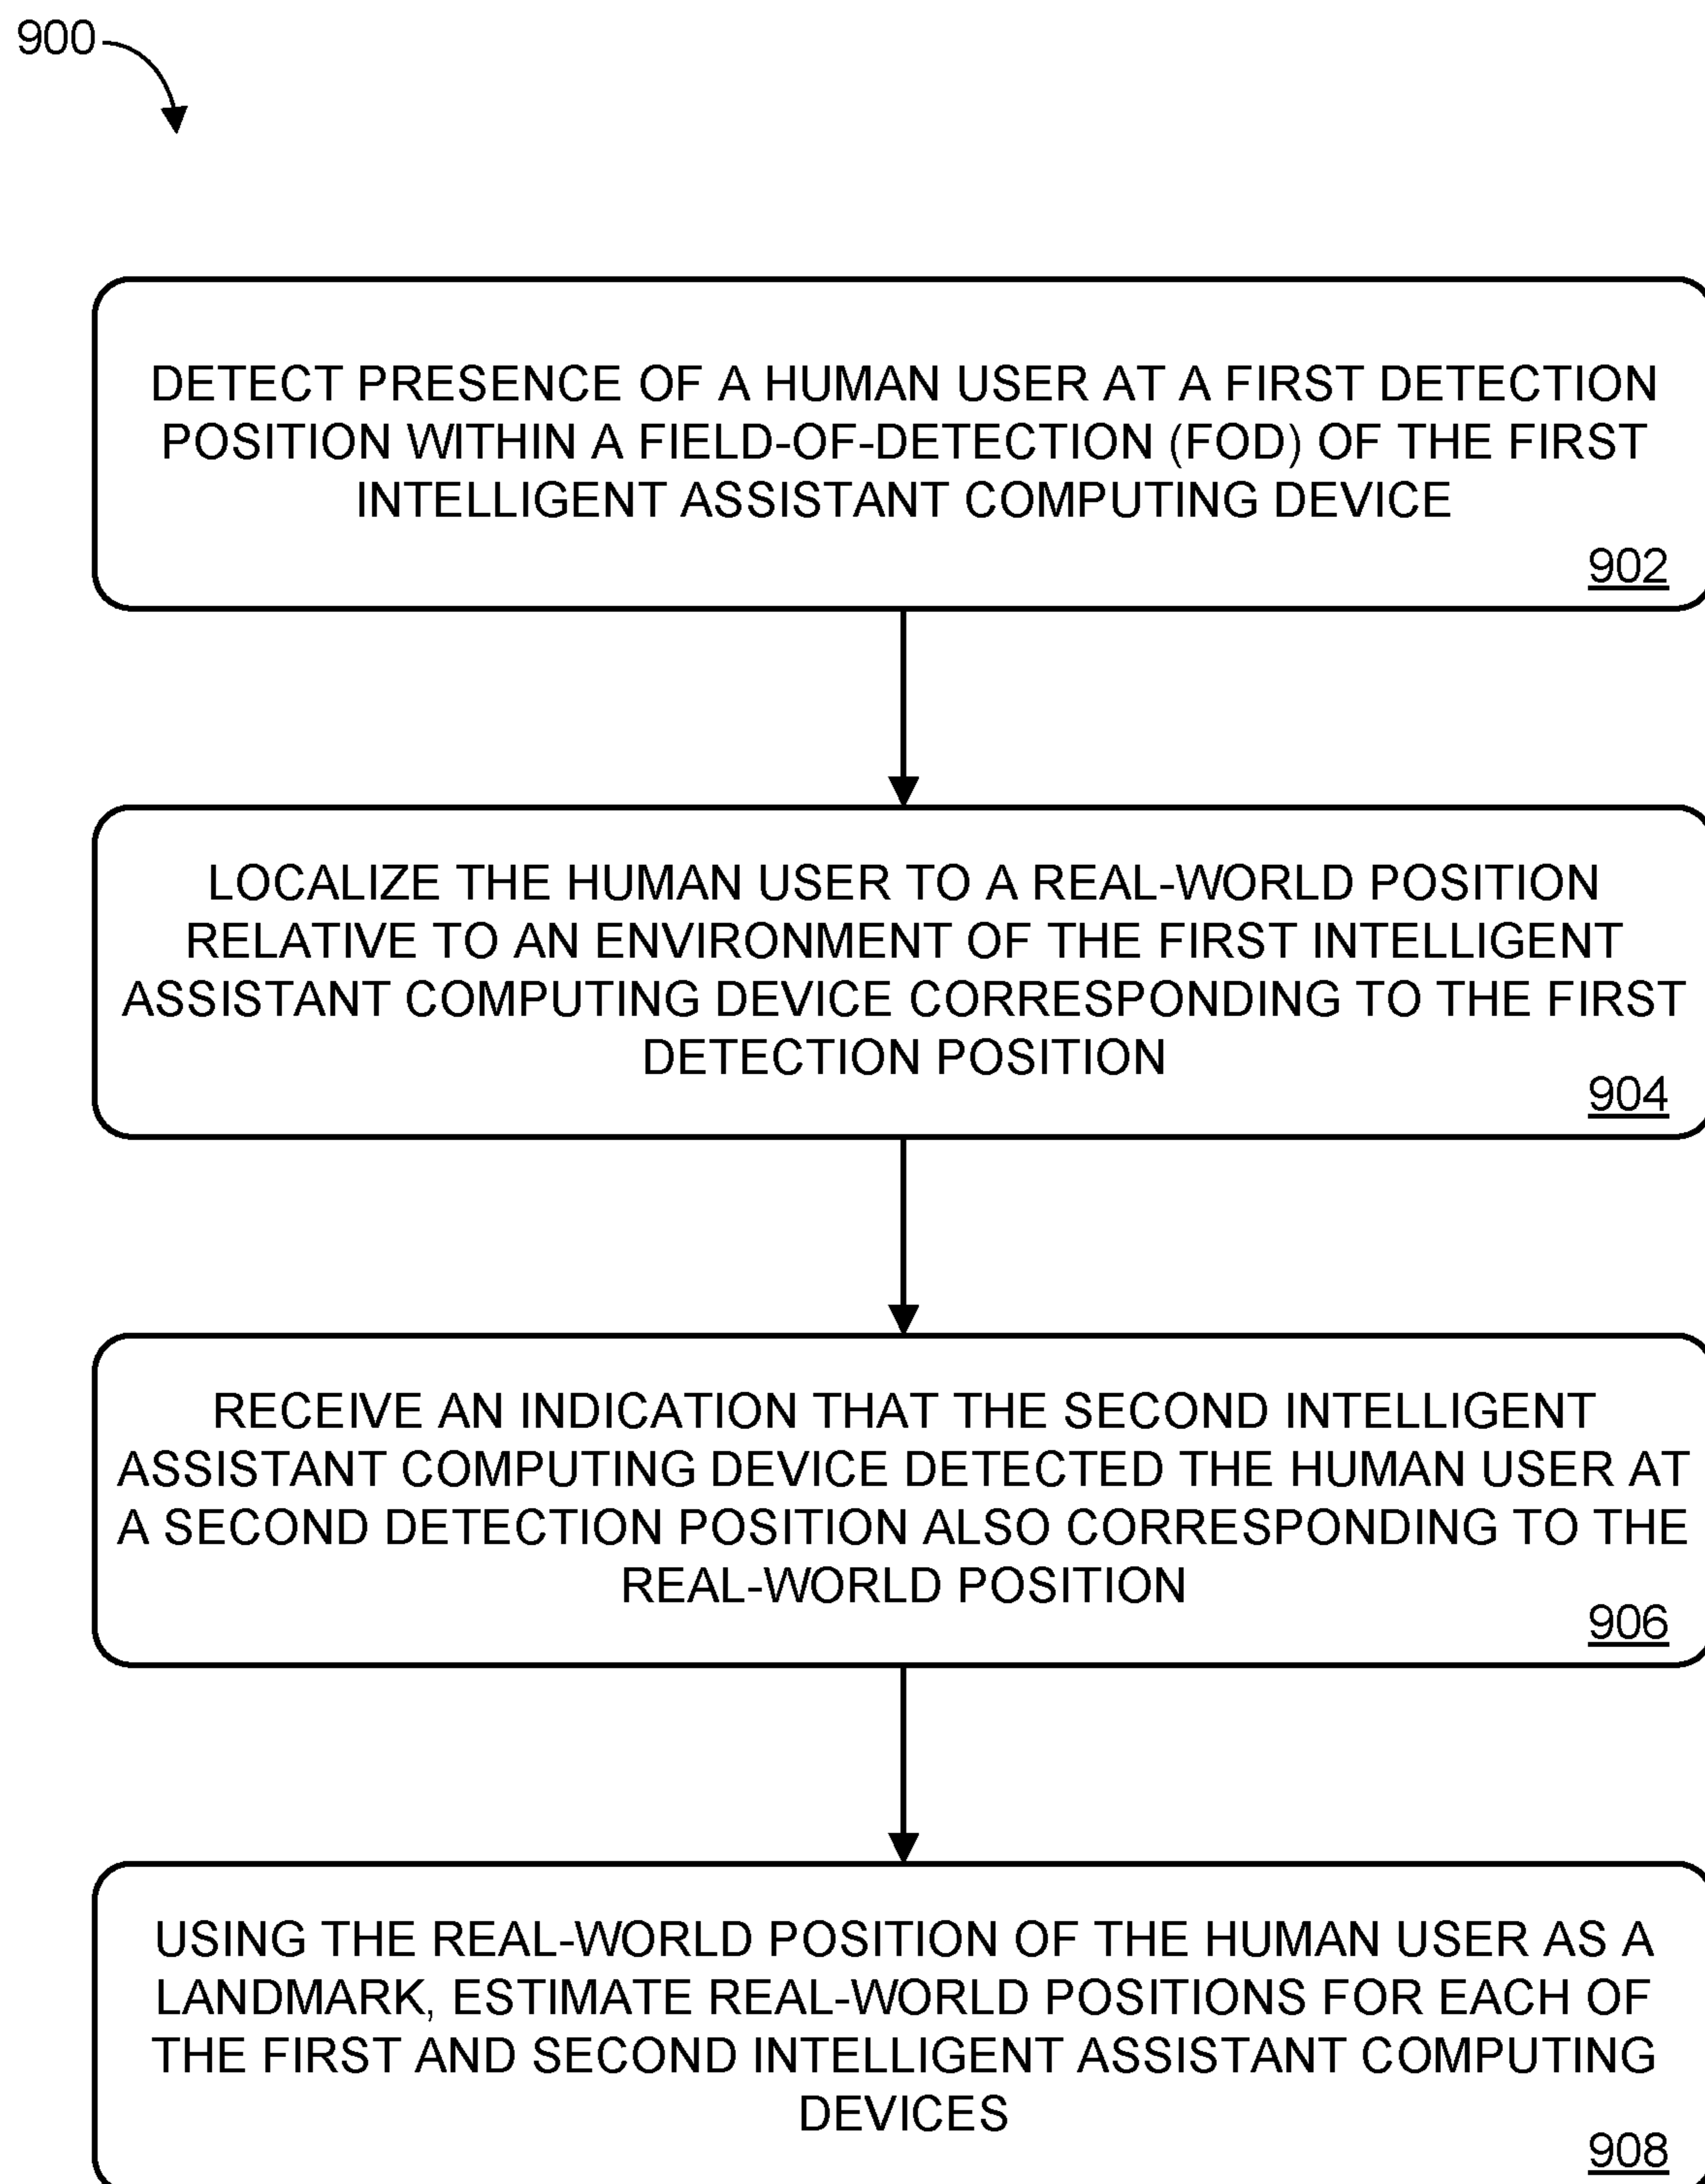 900
DETECT PRESENCE OF A HUMAN USER AT A FIRST DETECTION
POSITION WITHIN A FIELD-OF-DETECTION (FOD) OF THE FIRST
INTELLIGENT ASSISTANT COMPUTING DEVICE
902
LOCALIZE THE HUMAN USER TO A REAL-WORLD POSITION
RELATIVE TO AN ENVIRONMENT OF THE FIRST INTELLIGENT
ASSISTANT COMPUTING DEVICE CORRESPONDING TO THE FIRST
DETECTION POSITION
904
RECEIVE AN INDICATION THAT THE SECOND INTELLIGENT
ASSISTANT COMPUTING DEVICE DETECTED THE HUMAN USER AT
A SECOND DETECTION POSITION ALSO CORRESPONDING TO THE
REAL-WORLD POSITION
906
USING THE REAL-WORLD POSITION OF THE HUMAN USER AS A
LANDMARK, ESTIMATE REAL-WORLD POSITIONS FOR EACH OF
THE FIRST AND SECOND INTELLIGENT ASSISTANT COMPUTING
DEVICES
908